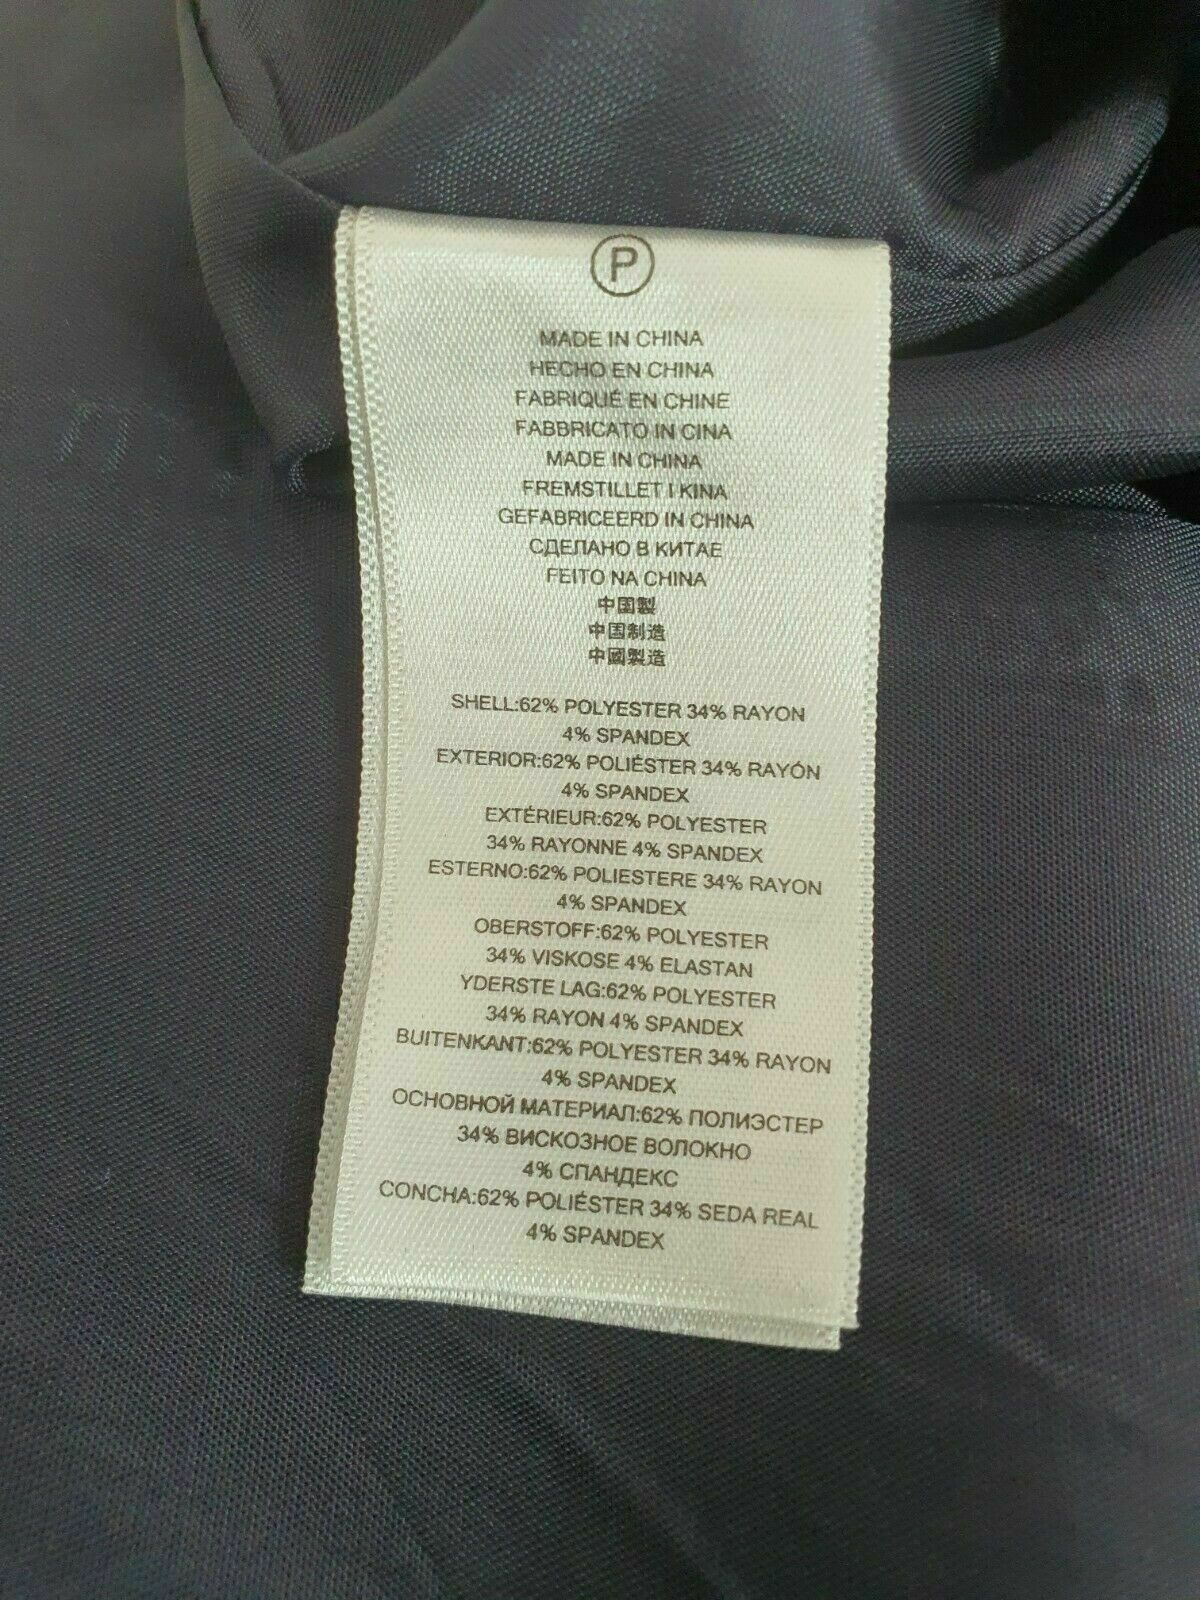 P
MADE IN CHINA
HECHO EN CHINA
FABRIQUÉ EN CHINE
FABBRICATO IN CINA
MADE IN CHINA
FREMSTILLET I KINA
GEFABRICEERD IN CHINA
СДЕЛАНО В КИТАЕ
FEITO NA CHINA
中国製
中国制造
中國製造
SHELL:62% POLYESTER 34% RAYON
4% SPANDEX
EXTERIOR:62% POLIÉSTER 34% RAYÓN
4% SPANDEX
EXTÉRIEUR:62% POLYESTER
34% RAYONNE 4% SPANDEX
ESTERNO:62% POLIESTERE 34% RAYON
4% SPANDEX
OBERSTOFF:62% POLYESTER
34% VISKOSE 4% ELASTAN
YDERSTE LAG:62% POLYESTER
34% RAYON 4% SPANDEX
BUITENKANT:62% POLYESTER 34% RAYON
4% SPANDEX
ОСНОВНОЙ МАТЕРИАЛ:62% ПОЛИЭСТЕР
34% ВИСКОЗНОЕ ВОЛОКНО
4% СПАНДЕКС
CONCHA:62% POLIÉSTER 34% SEDA REAL
4% SPANDEX